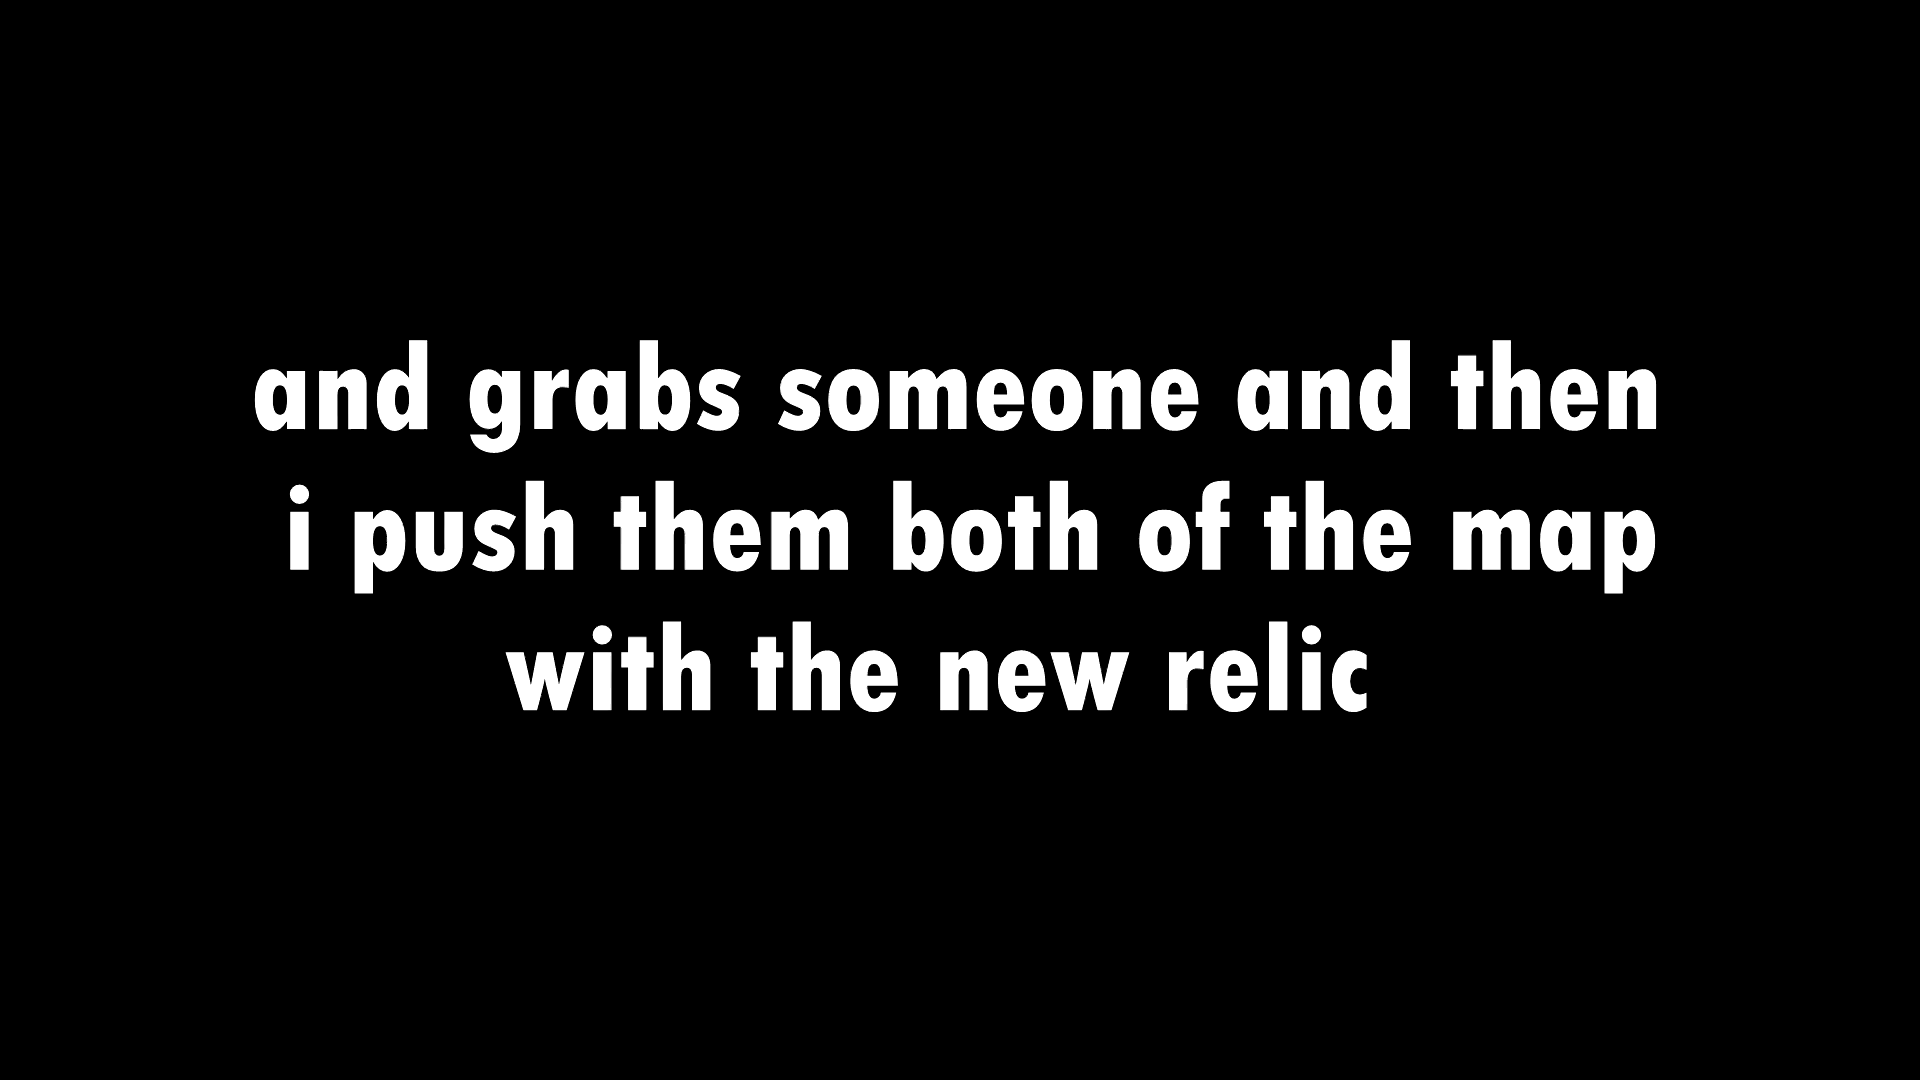 and grabs someone and then
i push them both of the map
with the new relic